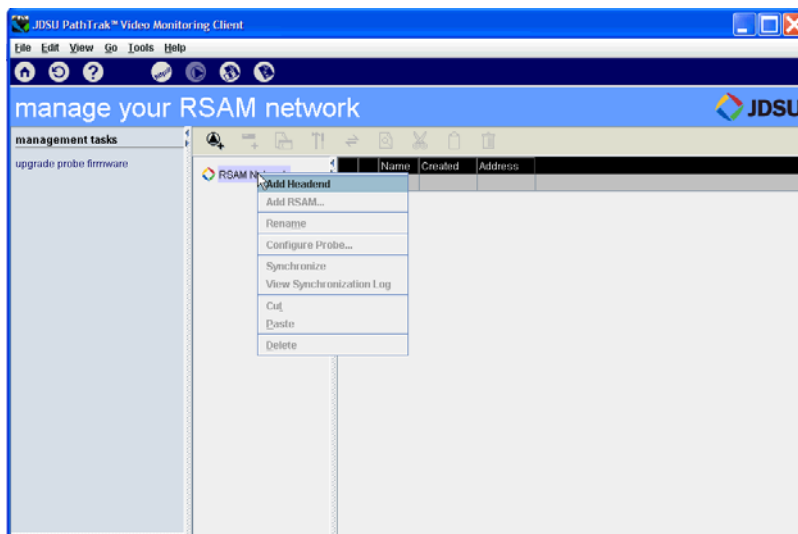 JDSU PathTrak™ Video Monitoring Client
File Edit View Go Tools Help
manage your RSAM network
JDSU
management tasks
upgrade probe firmware
RSAM
Name Created Address
Add Headend
Add RSAM...
Rename
Configure Probe...
Synchronize
View Synchronization Log
Cut
Paste
Delete